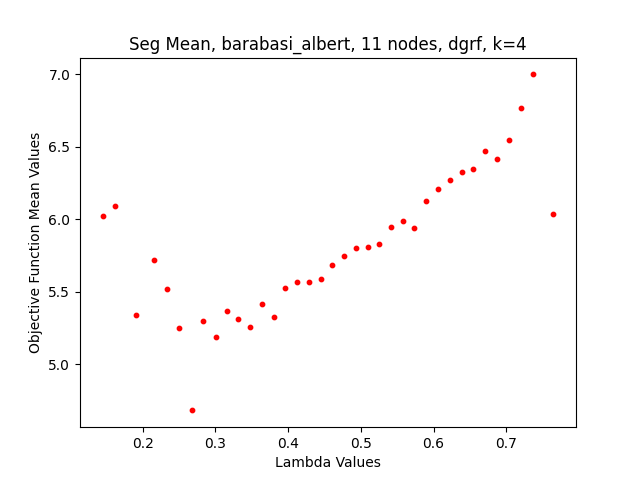 Seg Mean, barabasi_albert, 11 nodes, dgrf, k=4
7.0
6.5
6.0
5.5
5.0
Objective Function Mean Values
0.2 0.3 0.4 0.5 0.6 0.7
Lambda Values